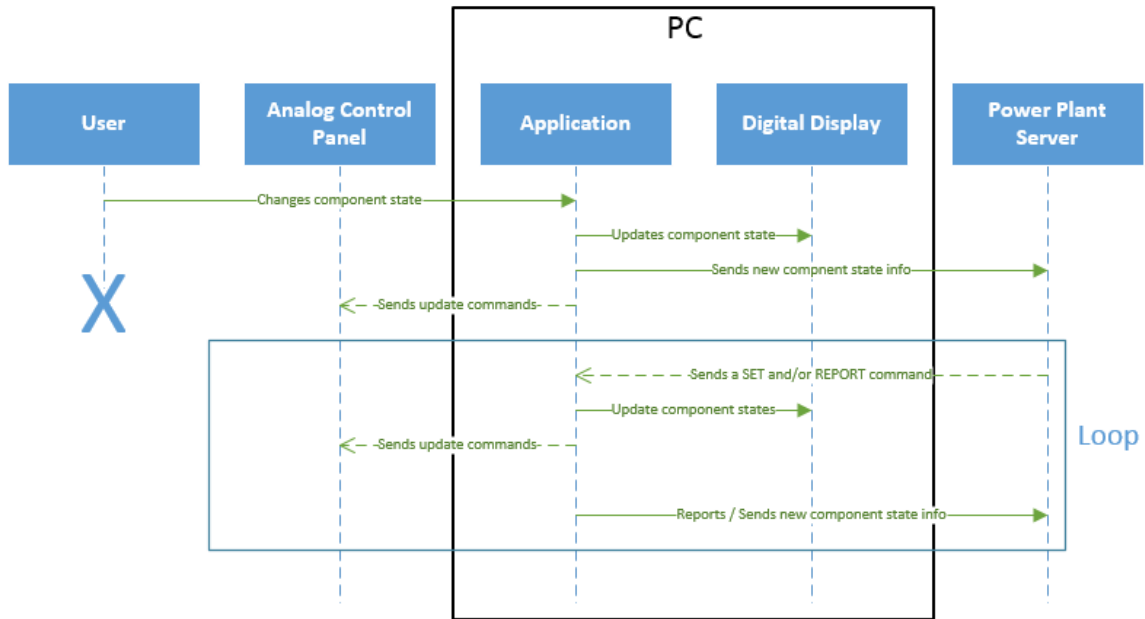 PC
User
Analog Control
Panel
Application
Digital Display
Power Plant
Server
Changes component state
Updates component state
Sends new compnent state info
X
Sends update commands
Sends a SET and/or REPORT command
Update component states
Sends update commands
Loop
Reports / Sends new component state info